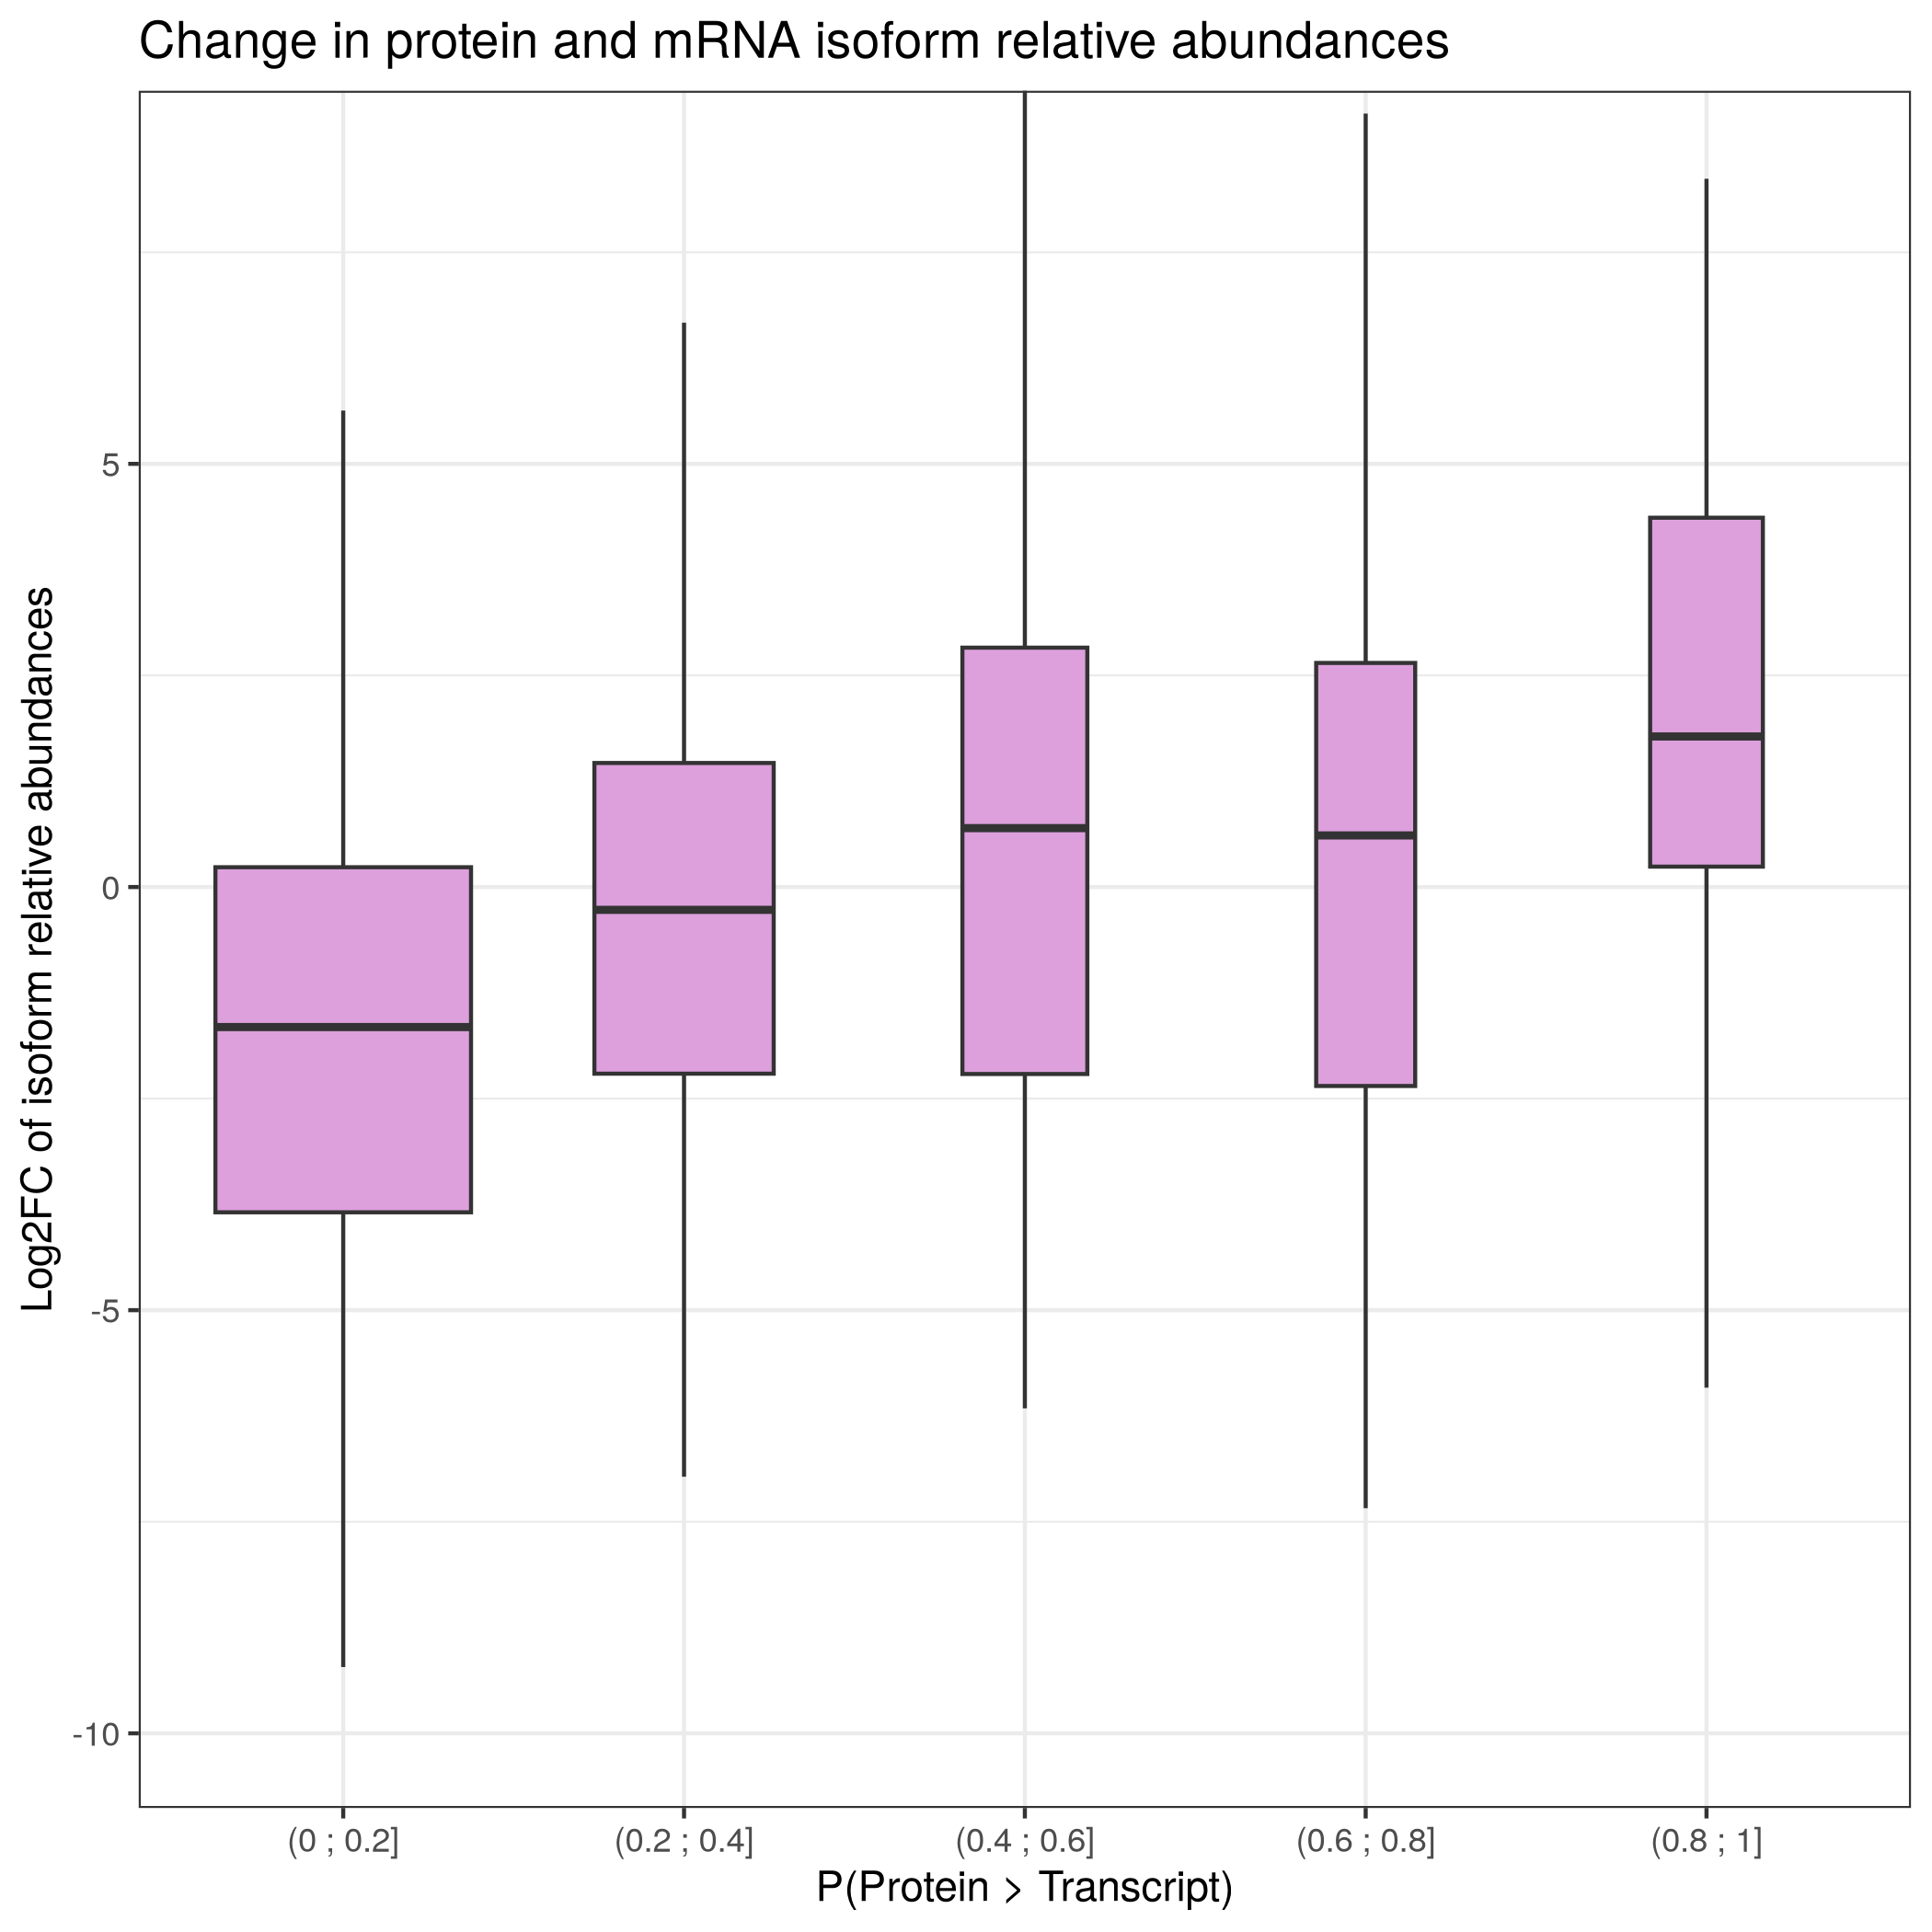 Change in protein and mRNA isoform relative abundances
Log2FC of isoform relative abundances
5
0
-5
-10
(0 ; 0.2]
(0.2 ; 0.4]
(0.4 ; 0.6]
(0.6 ; 0.8]
(0.8 ; 1]
P(Protein > Transcript)